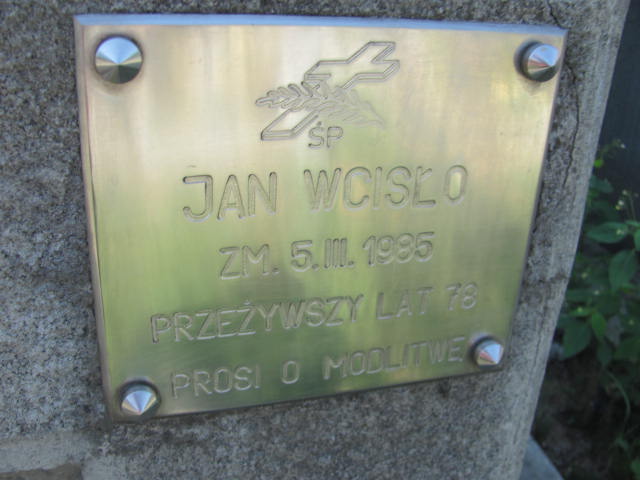 ŚP
JAN WCISŁO
ZM. 5.III.1985
PRZEŻYWSZY LAT 78
PROSI O MODLITWĘ